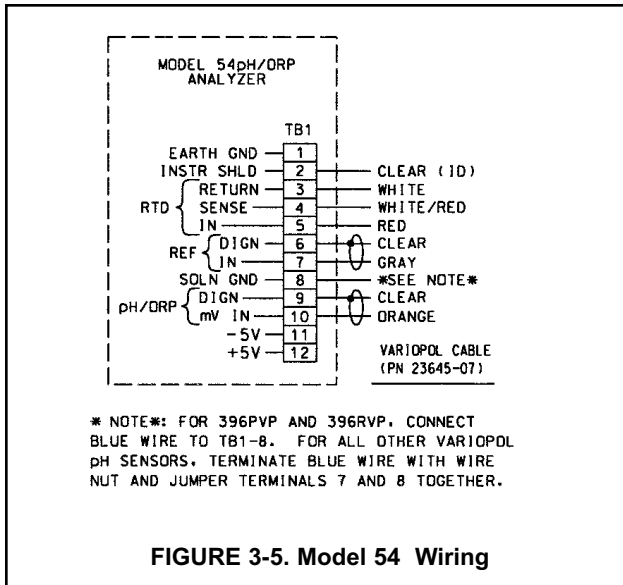 MODEL 54pH/ORP
ANALYZER
TB1
EARTH GND 1
INSTR SHLD 2 CLEAR (ID)
RTD
RETURN 3 WHITE
SENSE 4 WHITE/RED
IN 5 RED
REF
DIGN 6 CLEAR
IN 7 GRAY
SOLN GND 8 *SEE NOTE*
pH/ORP
DIGN 9 CLEAR
mV IN 10 ORANGE
-5V 11
+5V 12
VARIOPOL CABLE
(PN 23645-07)
* NOTE*: FOR 396PVP AND 396RVP, CONNECT
BLUE WIRE TO TB1-8. FOR ALL OTHER VARIOPOL
pH SENSORS, TERMINATE BLUE WIRE WITH WIRE
NUT AND JUMPER TERMINALS 7 AND 8 TOGETHER.
FIGURE 3-5. Model 54 Wiring